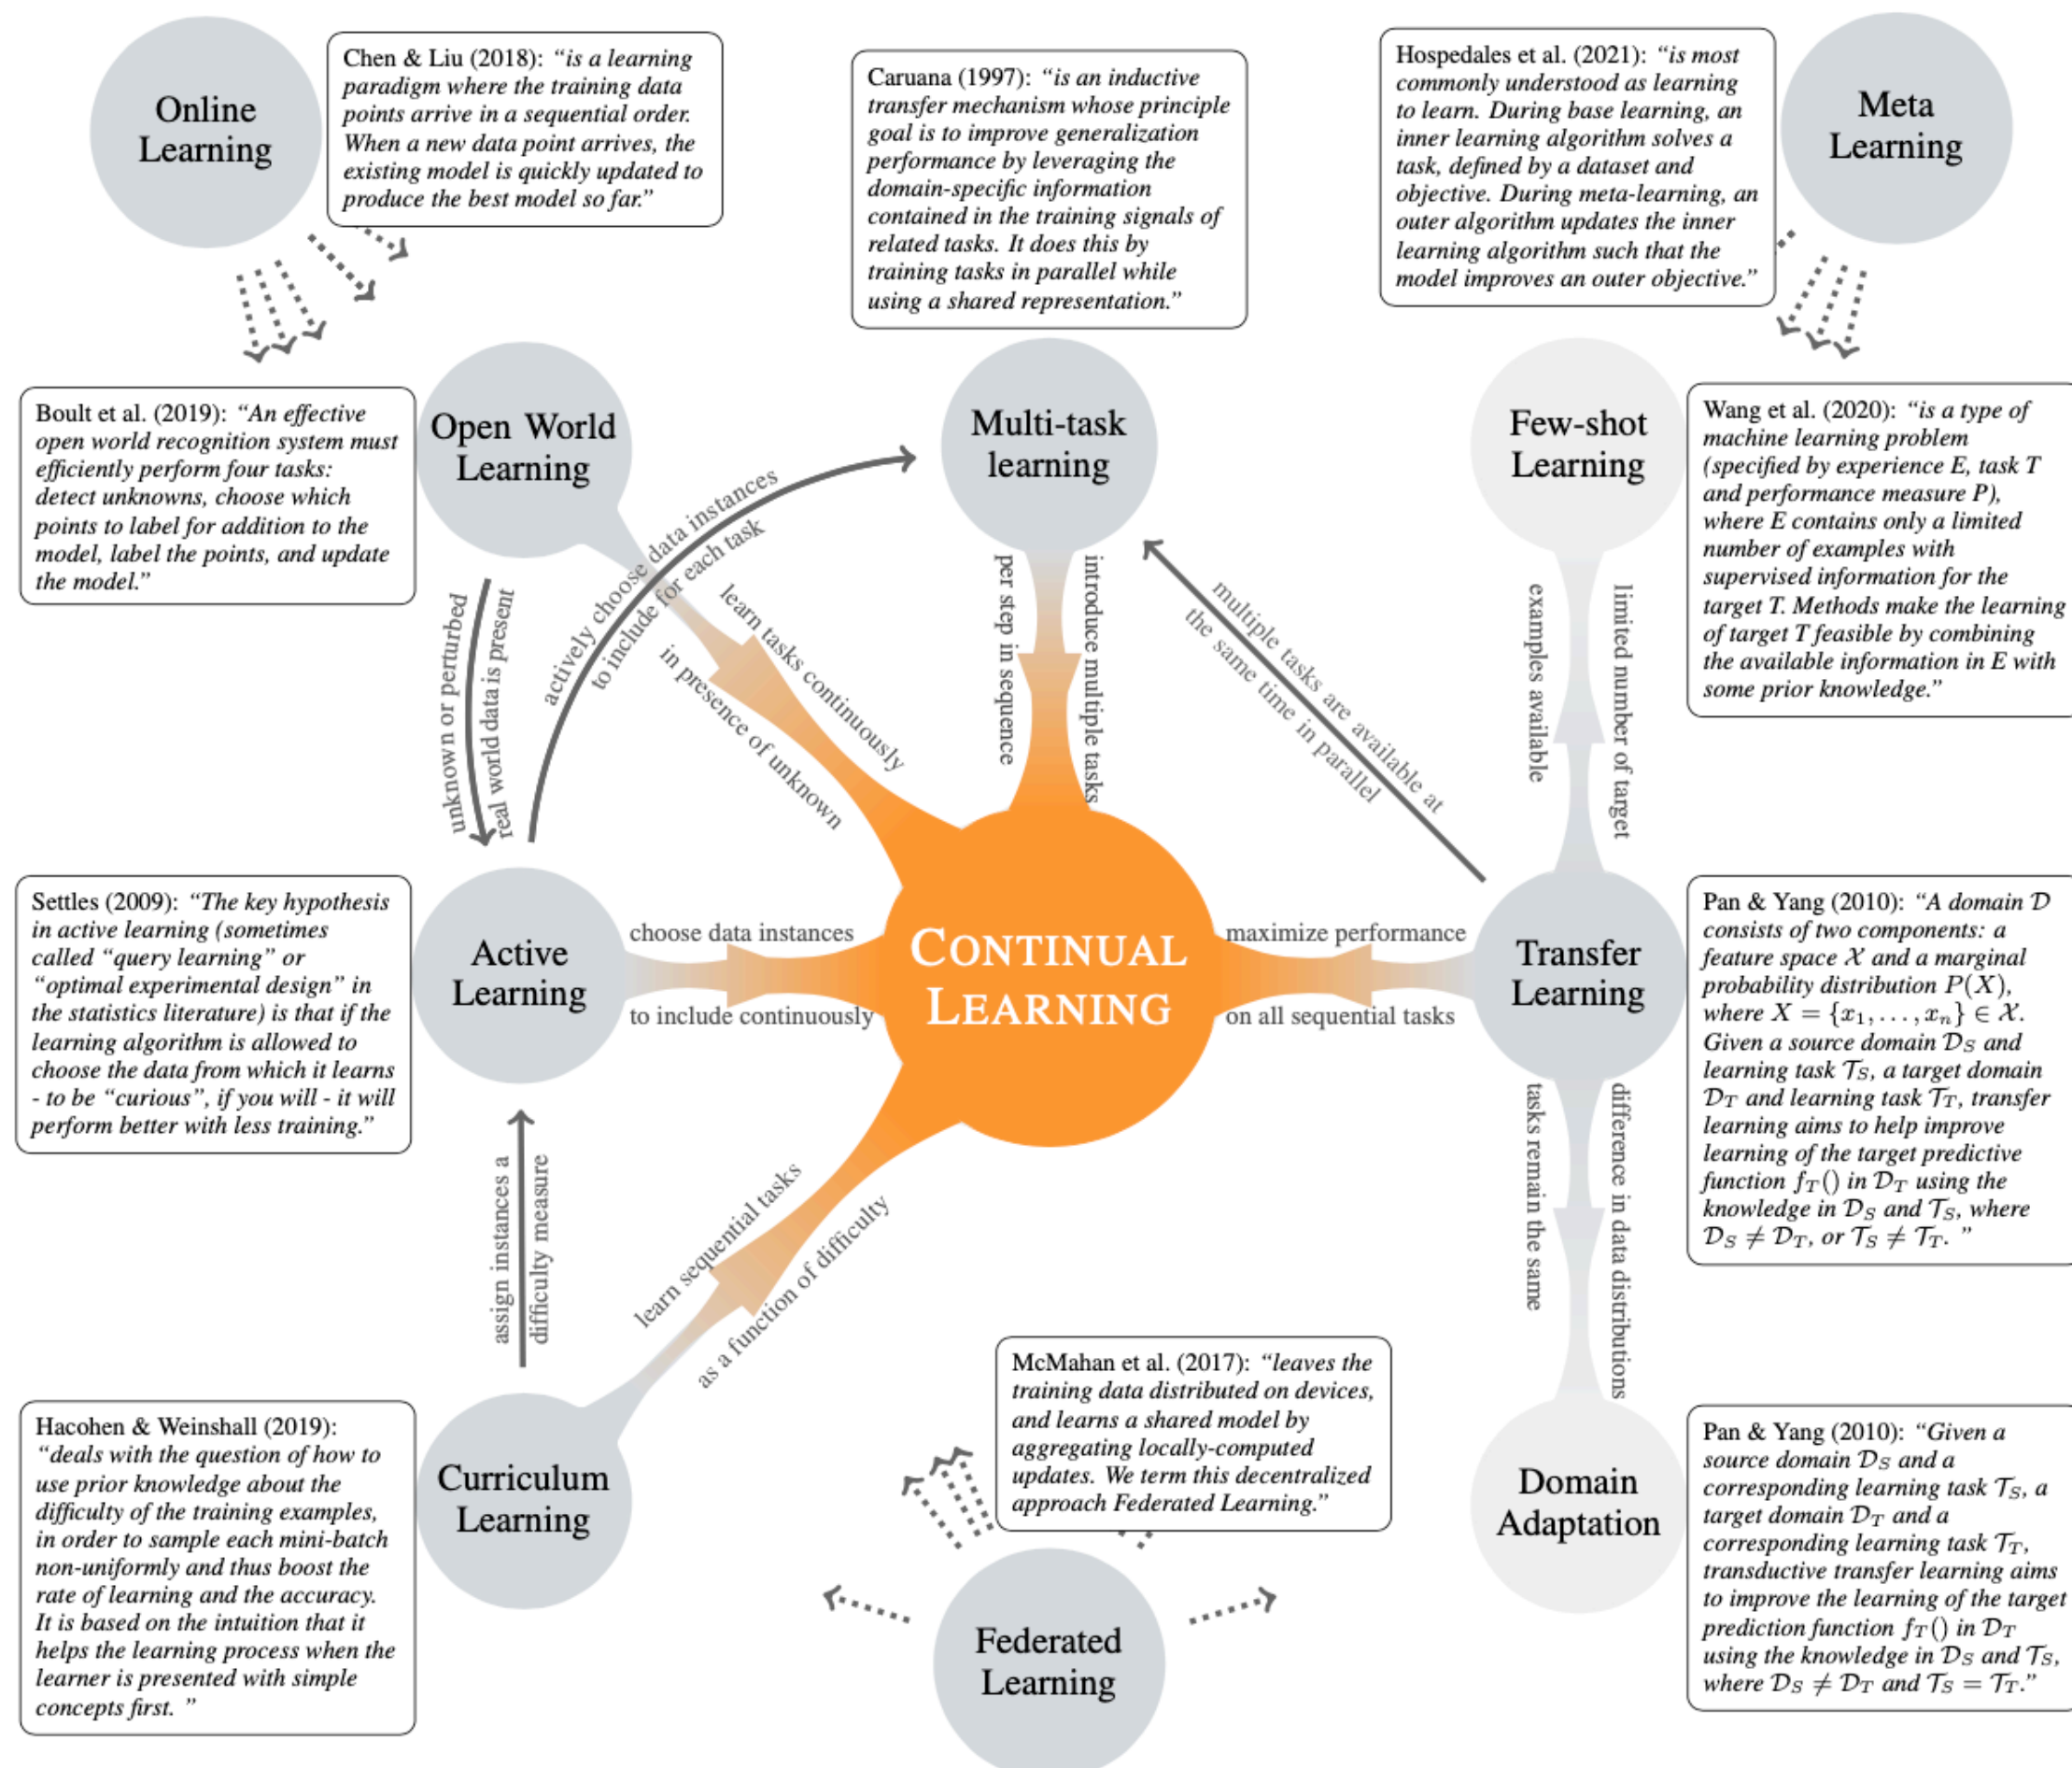 Online
Learning
Chen & Liu (2018): “is a learning
paradigm where the training data
points arrive in a sequential order.
When a new data point arrives, the
existing model is quickly updated to
produce the best model so far.”
Caruana (1997): “is an inductive
transfer mechanism whose principle
goal is to improve generalization
performance by leveraging the
domain-specific information
contained in the training signals of
related tasks. It does this by
training tasks in parallel while
using a shared representation.”
Hospedales et al. (2021): “is most
commonly understood as learning
to learn. During base learning, an
inner learning algorithm solves a
task, defined by a dataset and
objective. During meta-learning, an
outer algorithm updates the inner
learning algorithm such that the
model improves an outer objective.”
Meta
Learning
Boult et al. (2019): “An effective
open world recognition system must
efficiently perform four tasks:
detect unknowns, choose which
points to label for addition to the
model, label the points, and update
the model.”
Open World
Learning
Multi-task
learning
Few-shot
Learning
Wang et al. (2020): “is a type of
machine learning problem
(specified by experience E, task T
and performance measure P),
where E contains only a limited
number of examples with
supervised information for the
target T. Methods make the learning
of target T feasible by combining
the available information in E with
some prior knowledge.”
unknown or perturbed
real world data is present
actively choose data instances
to include for each task
learn tasks continuously
in presence of unknown
per step in sequence
introduce multiple tasks
multiple tasks are available at
the same time in parallel
examples available
limited number of target
Settles (2009): “The key hypothesis
in active learning (sometimes
called “query learning” or
“optimal experimental design” in
the statistics literature) is that if the
learning algorithm is allowed to
choose the data from which it learns
- to be “curious”, if you will - it will
perform better with less training.”
Active
Learning
choose data instances
to include continuously
CONTINUAL
LEARNING
maximize performance
on all sequential tasks
Transfer
Learning
Pan & Yang (2010): “A domain 𝒟
consists of two components: a
feature space 𝒳 and a marginal
probability distribution P(X),
where X = {x₁, . . . , xₙ} ∈ 𝒳.
Given a source domain 𝒟_S and
learning task 𝒯_S, a target domain
𝒟_T and learning task 𝒯_T, transfer
learning aims to help improve
learning of the target predictive
function f_T() in 𝒟_T using the
knowledge in 𝒟_S and 𝒯_S, where
𝒟_S ≠ 𝒟_T, or 𝒯_S ≠ 𝒯_T. ”
assign instances a
difficulty measure
learn sequential tasks
as a function of difficulty
tasks remain the same
difference in data distributions
Hacohen & Weinshall (2019):
“deals with the question of how to
use prior knowledge about the
difficulty of the training examples,
in order to sample each mini-batch
non-uniformly and thus boost the
rate of learning and the accuracy.
It is based on the intuition that it
helps the learning process when the
learner is presented with simple
concepts first. ”
Curriculum
Learning
McMahan et al. (2017): “leaves the
training data distributed on devices,
and learns a shared model by
aggregating locally-computed
updates. We term this decentralized
approach Federated Learning.”
Federated
Learning
Domain
Adaptation
Pan & Yang (2010): “Given a
source domain 𝒟_S and a
corresponding learning task 𝒯_S, a
target domain 𝒟_T and a
corresponding learning task 𝒯_T,
transductive transfer learning aims
to improve the learning of the target
prediction function f_T() in 𝒟_T
using the knowledge in 𝒟_S and 𝒯_S,
where 𝒟_S ≠ 𝒟_T and 𝒯_S = 𝒯_T.”